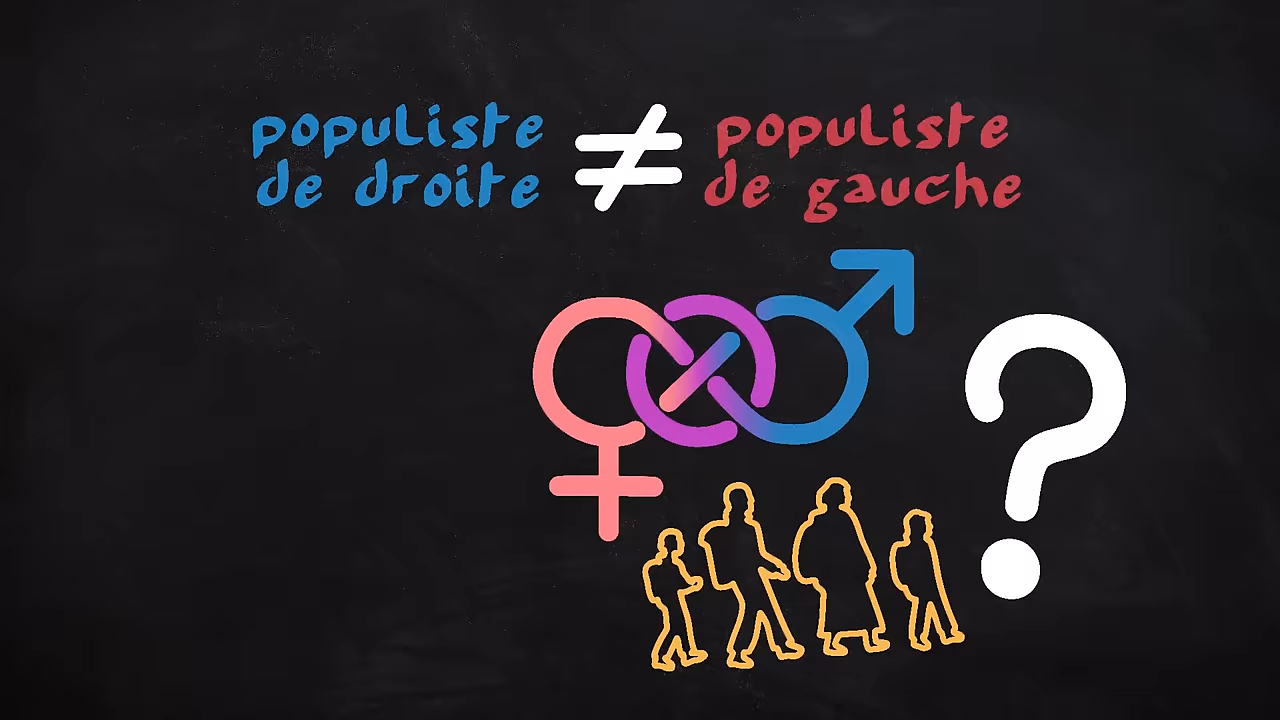 populiste ≠ populiste
de droite de gauche
?